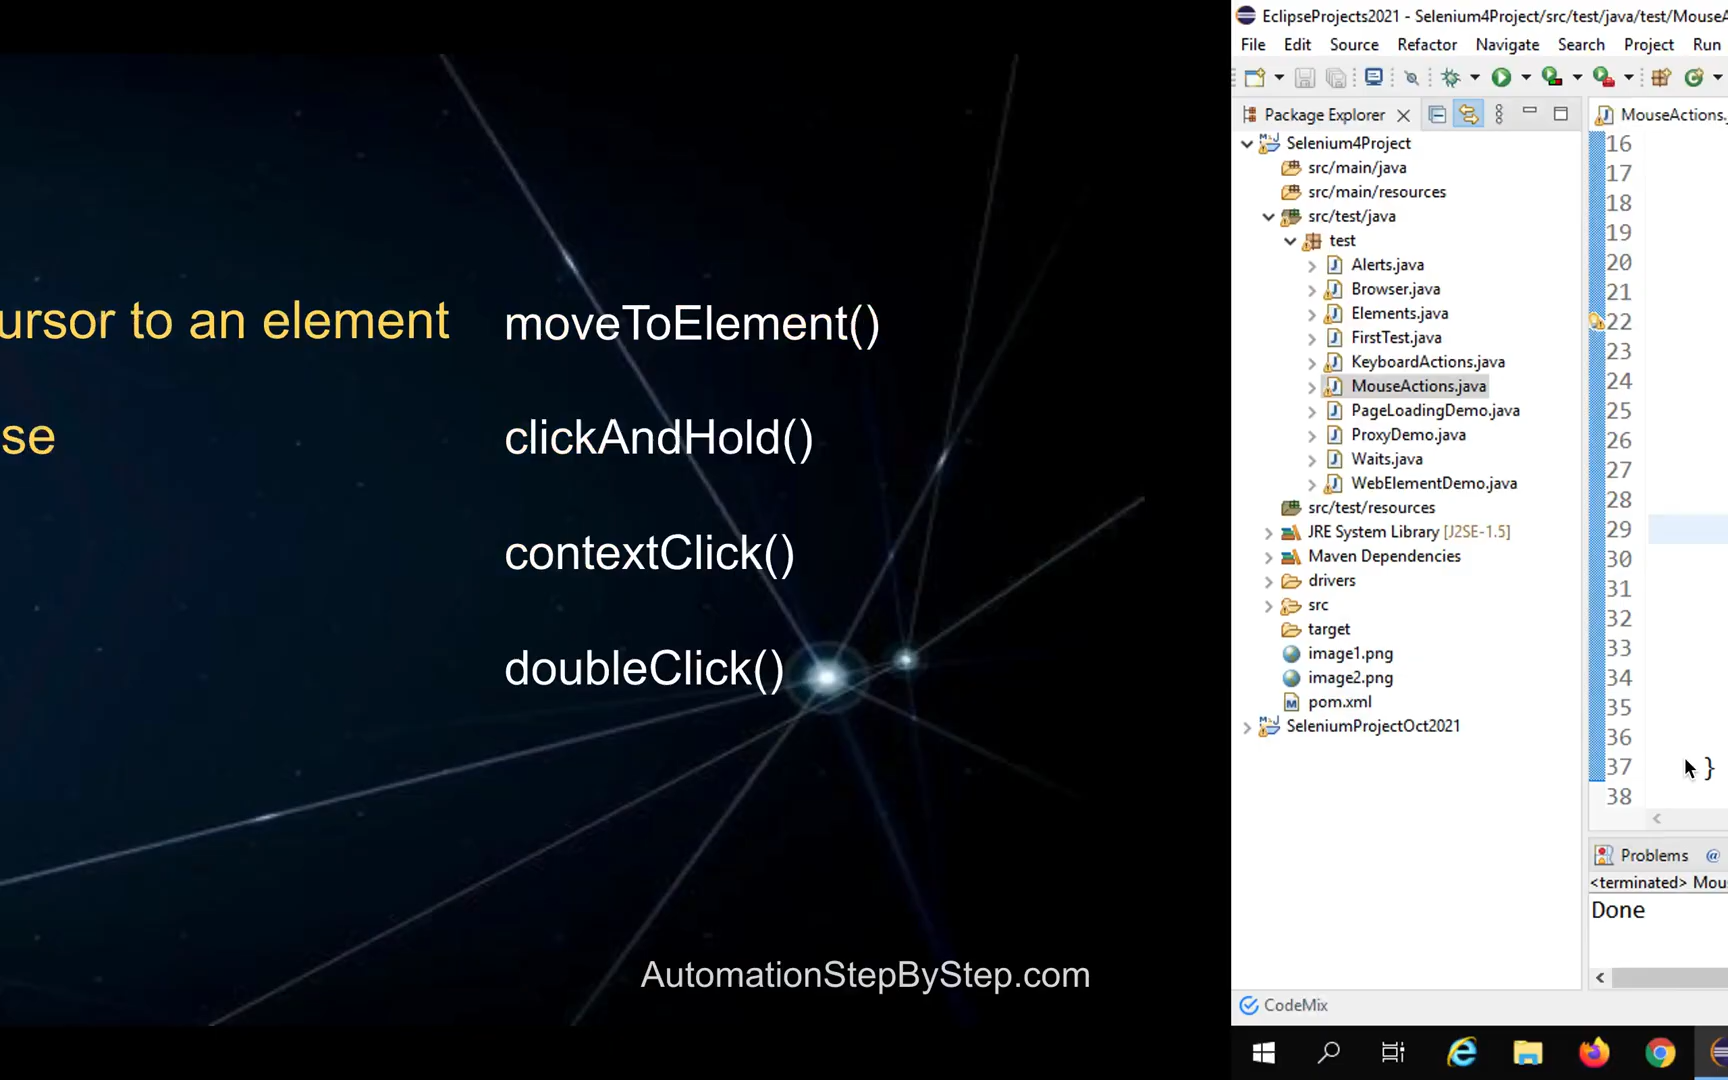 ursor to an element
moveToElement()
se
clickAndHold()
contextClick()
doubleClick()
AutomationStepByStep.com
EclipseProjects2021 - Selenium4Project/src/test/java/test/MouseA
File Edit Source Refactor Navigate Search Project Run
Package Explorer
MouseActions.
Selenium4Project
src/main/java
src/main/resources
src/test/java
test
Alerts.java
Browser.java
Elements.java
FirstTest.java
KeyboardActions.java
MouseActions.java
PageLoadingDemo.java
ProxyDemo.java
Waits.java
WebElementDemo.java
src/test/resources
JRE System Library [J2SE-1.5]
Maven Dependencies
drivers
src
target
image1.png
image2.png
pom.xml
SeleniumProjectOct2021
16
17
18
19
20
21
22
23
24
25
26
27
28
29
30
31
32
33
34
35
36
37 }
38
Problems @
<terminated> Mou
Done
CodeMix